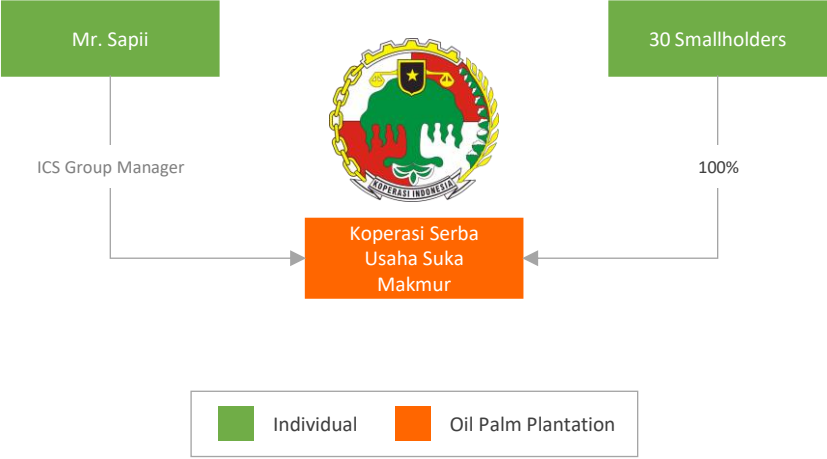 Mr. Sapii
30 Smallholders
KOPERASI INDONESIA
ICS Group Manager
100%
Koperasi Serba
Usaha Suka
Makmur
Individual
Oil Palm Plantation